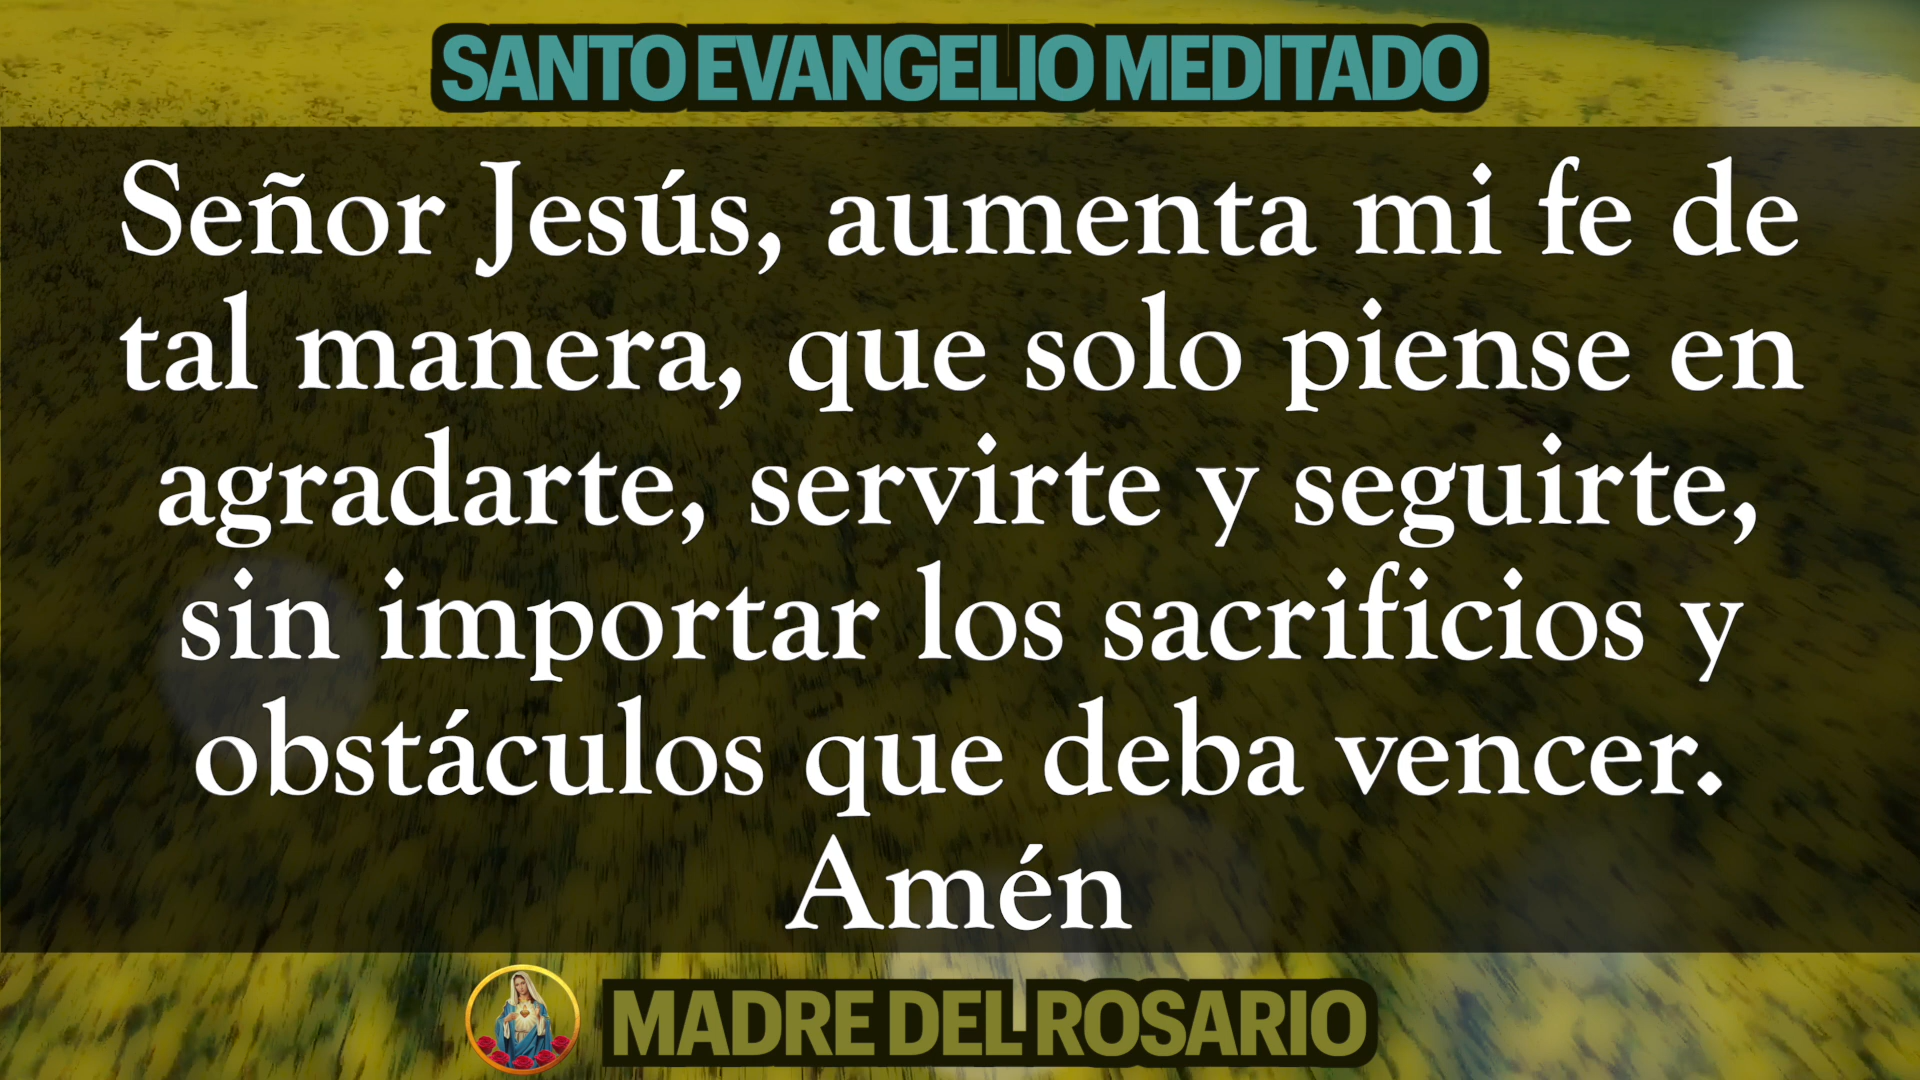 SANTO EVANGELIO MEDITADO
Señor Jesús, aumenta mi fe de
tal manera, que solo piense en
agradarte, servirte y seguirte,
sin importar los sacrificios y
obstáculos que deba vencer.
Amén
MADRE DEL ROSARIO